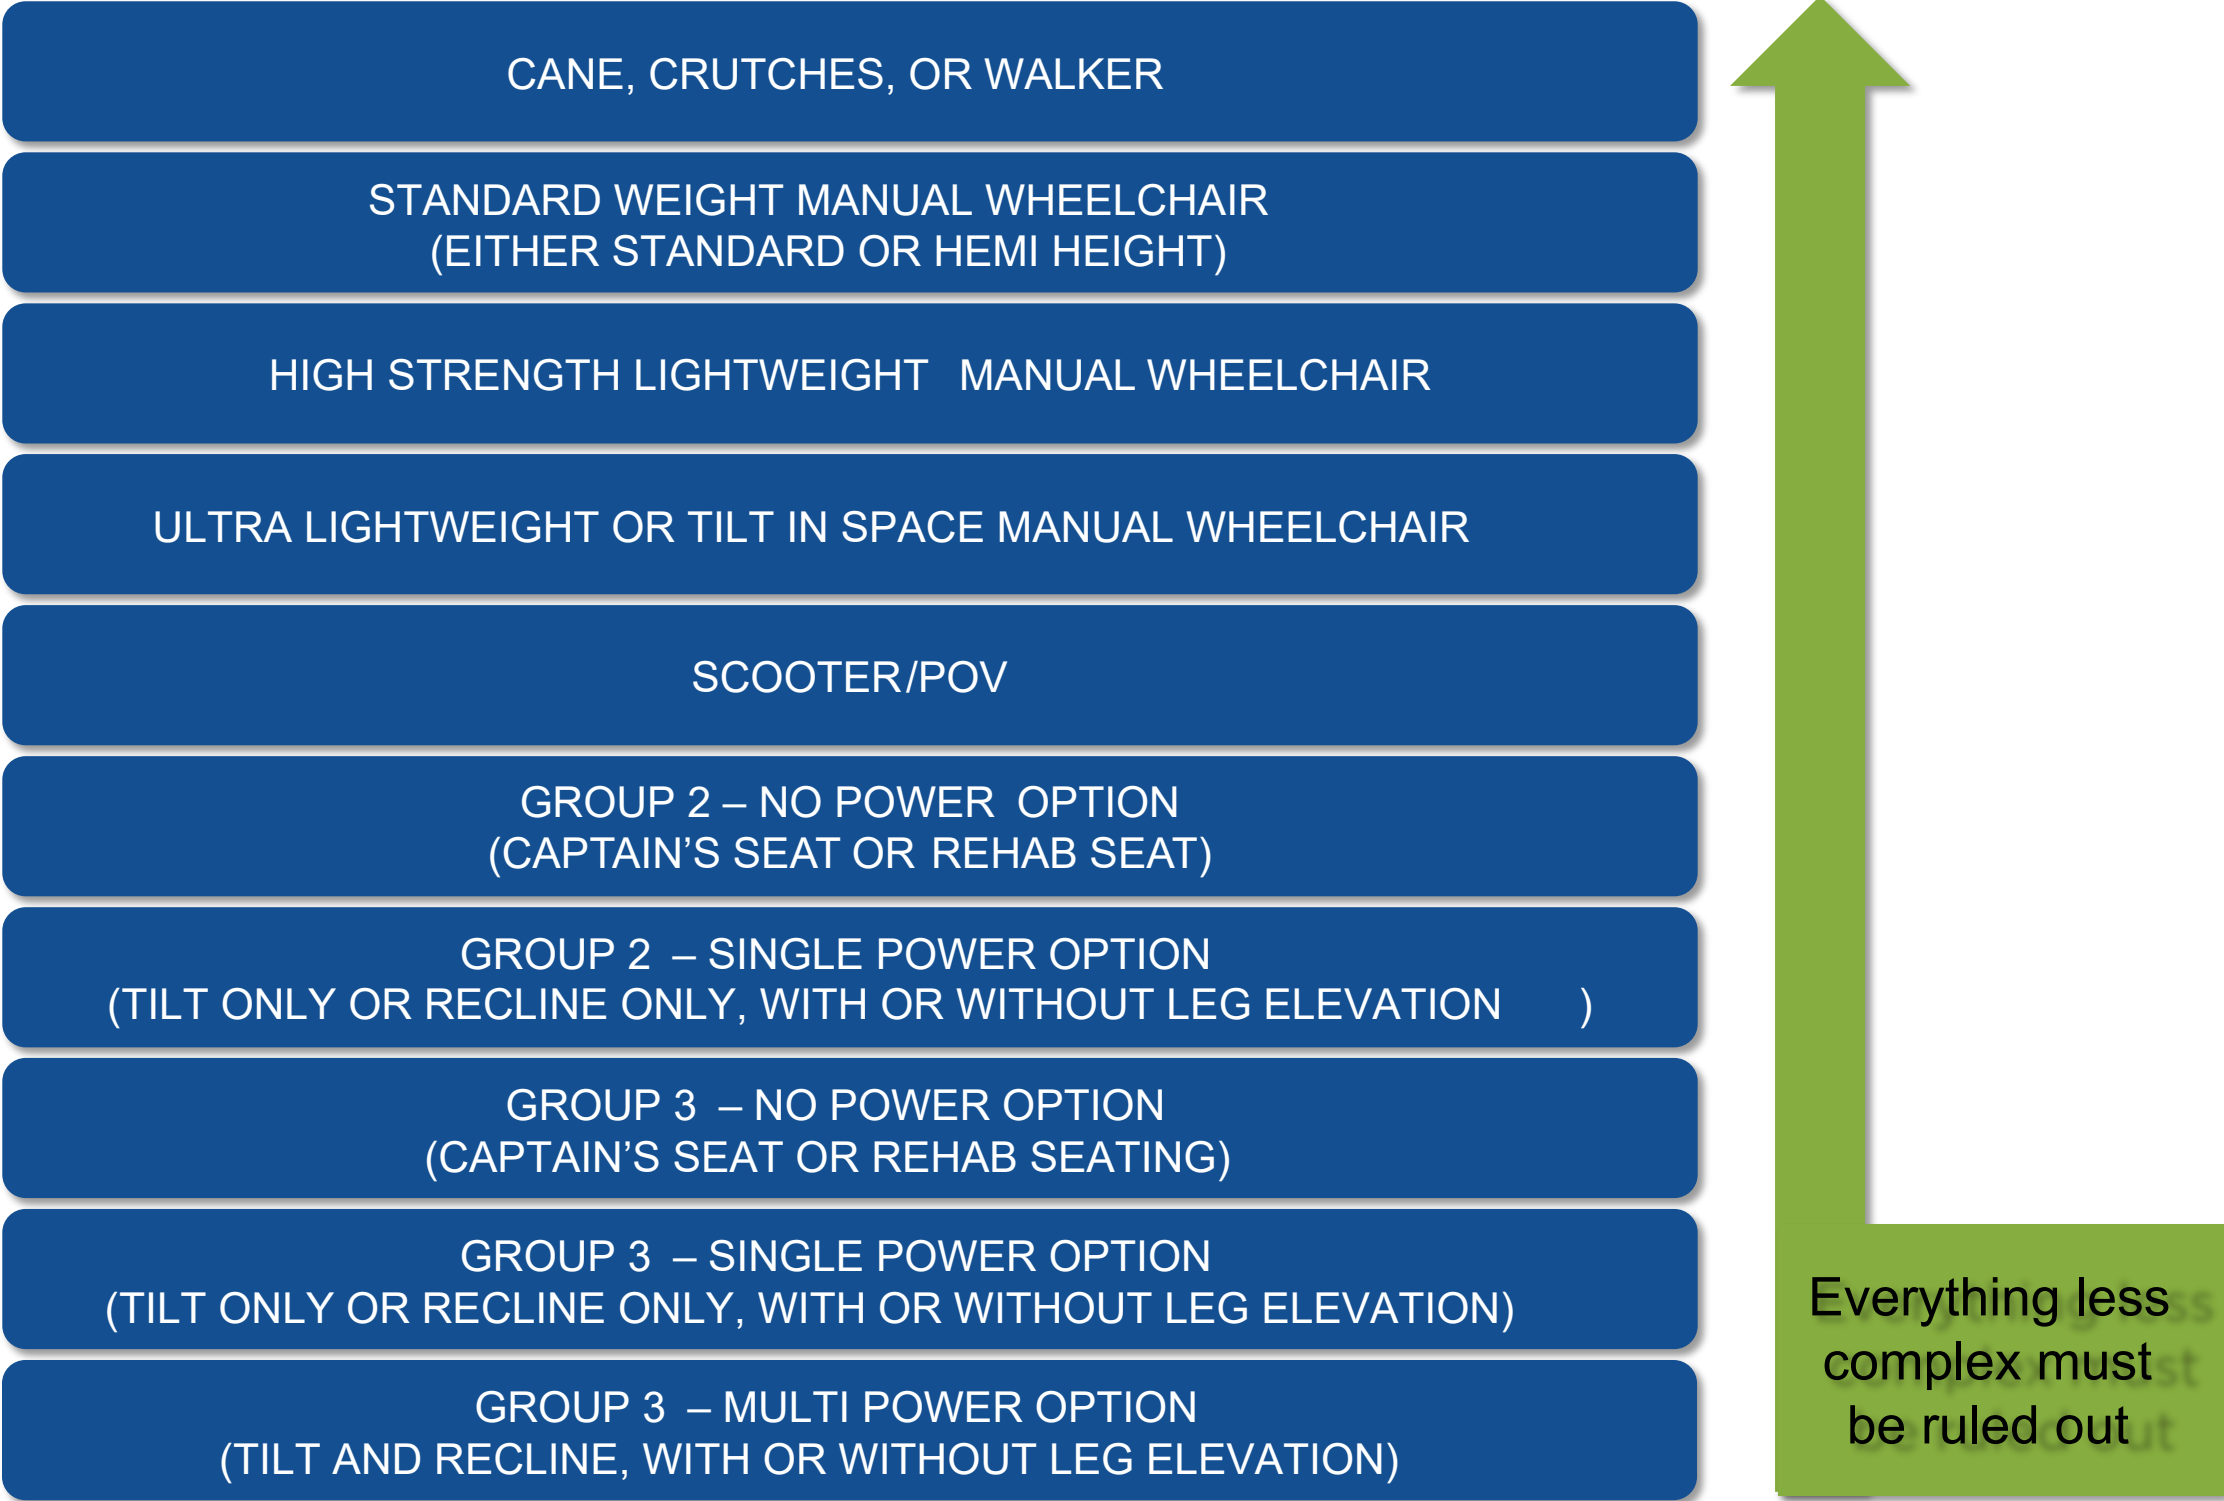 CANE, CRUTCHES, OR WALKER
STANDARD WEIGHT MANUAL WHEELCHAIR
(EITHER STANDARD OR HEMI HEIGHT)
HIGH STRENGTH LIGHTWEIGHT MANUAL WHEELCHAIR
ULTRA LIGHTWEIGHT OR TILT IN SPACE MANUAL WHEELCHAIR
SCOOTER/POV
GROUP 2 – NO POWER OPTION
(CAPTAIN’S SEAT OR REHAB SEAT)
GROUP 2 – SINGLE POWER OPTION
(TILT ONLY OR RECLINE ONLY, WITH OR WITHOUT LEG ELEVATION )
GROUP 3 – NO POWER OPTION
(CAPTAIN’S SEAT OR REHAB SEATING)
GROUP 3 – SINGLE POWER OPTION
(TILT ONLY OR RECLINE ONLY, WITH OR WITHOUT LEG ELEVATION)
GROUP 3 – MULTI POWER OPTION
(TILT AND RECLINE, WITH OR WITHOUT LEG ELEVATION)
Everything less
complex must
be ruled out